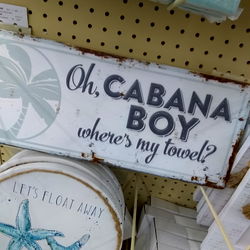 Oh, CABANA
BOY
where's my towel?
LET'S FLOAT AWAY